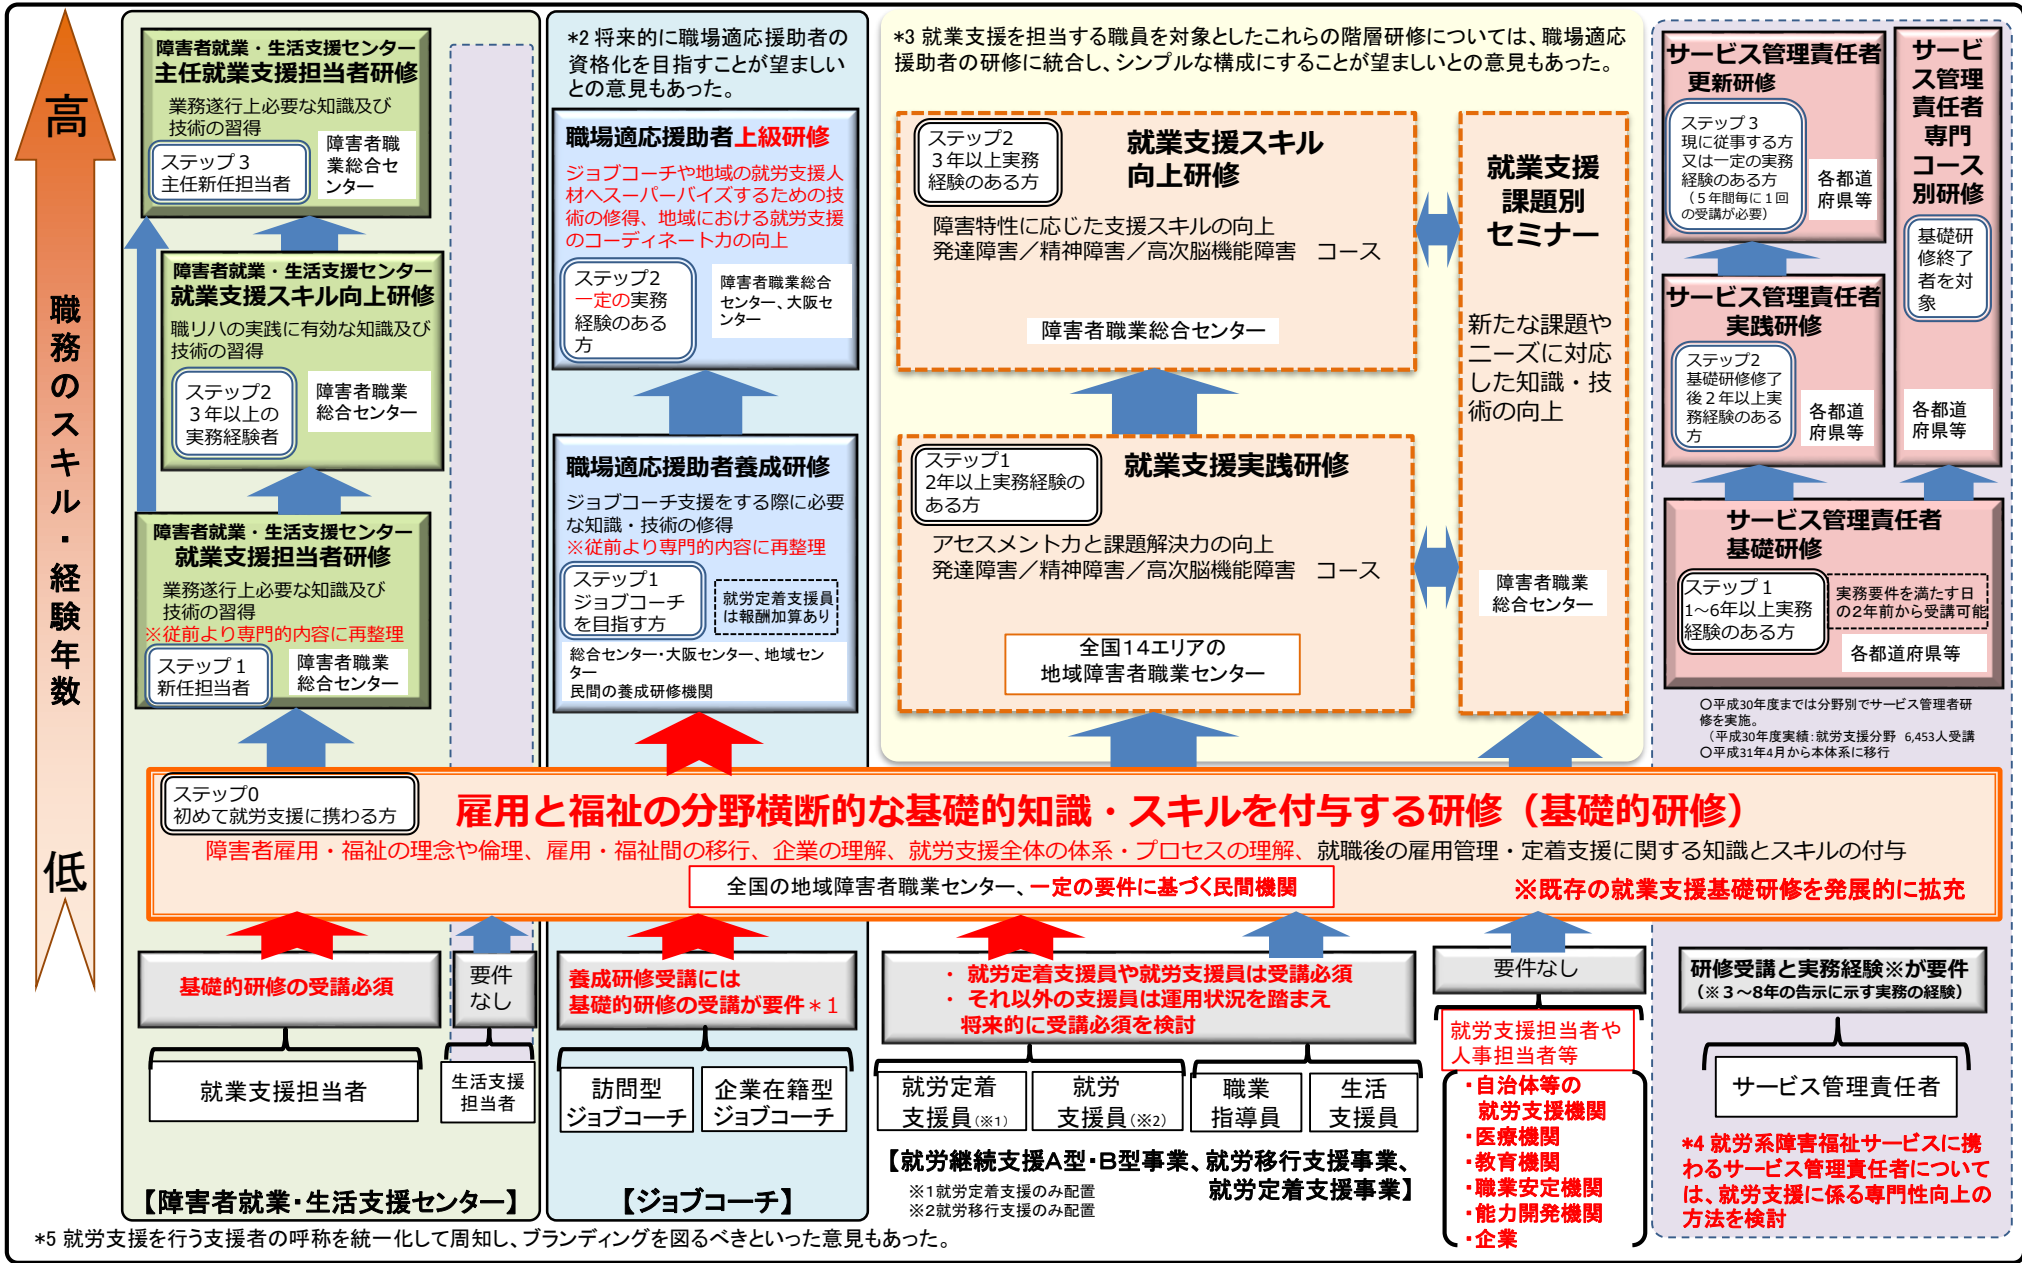 高
職務のスキル・経験年数
低
障害者就業・生活支援センター
主任就業支援担当者研修
業務遂行上必要な知識及び
技術の習得
ステップ3
主任新任担当者
障害者職
業総合セ
ンター
障害者就業・生活支援センター
就業支援スキル向上研修
職リハの実践に有効な知識及び
技術の習得
ステップ2
3年以上の
実務経験者
障害者職業
総合センター
障害者就業・生活支援センター
就業支援担当者研修
業務遂行上必要な知識及び
技術の習得
※従前より専門的内容に再整理
ステップ1
新任担当者
障害者職業
総合センター
*2 将来的に職場適応援助者の
資格化を目指すことが望ましい
との意見もあった。
職場適応援助者上級研修
ジョブコーチや地域の就労支援人
材へスーパーバイズするための技
術の修得、地域における就労支援
のコーディネート力の向上
ステップ2
一定の実務
経験のある
方
障害者職業総合
センター、大阪セ
ンター
職場適応援助者養成研修
ジョブコーチ支援をする際に必要
な知識・技術の修得
※従前より専門的内容に再整理
ステップ1
ジョブコーチ
を目指す方
就労定着支援員
は報酬加算あり
総合センター・大阪センター、地域セン
ター
民間の養成研修機関
*3 就業支援を担当する職員を対象としたこれらの階層研修については、職場適応
援助者の研修に統合し、シンプルな構成にすることが望ましいとの意見もあった。
ステップ2
3年以上実務
経験のある方
就業支援スキル
向上研修
障害特性に応じた支援スキルの向上
発達障害/精神障害/高次脳機能障害 コース
障害者職業総合センター
ステップ1
2年以上実務経験の
ある方
就業支援実践研修
アセスメント力と課題解決力の向上
発達障害/精神障害/高次脳機能障害 コース
全国14エリアの
地域障害者職業センター
就業支援
課題別
セミナー
新たな課題や
ニーズに対応
した知識・技
術の向上
障害者職業
総合センター
サービス管理責任者
更新研修
ステップ3
現に従事する方
又は一定の実務
経験のある方
(5年間毎に1回
の受講が必要)
各都道
府県等
サービス管理責任者
実践研修
ステップ2
基礎研修修了
後2年以上実
務経験のある
方
各都道
府県等
サービ
ス管理
責任者
専門
コース
別研修
基礎研
修終了
者を対
象
各都道
府県等
サービス管理責任者
基礎研修
ステップ1
1~6年以上実務
経験のある方
実務要件を満たす日
の2年前から受講可能
各都道府県等
○平成30年度までは分野別でサービス管理者研
修を実施。
(平成30年度実績:就労支援分野 6,453人受講
○平成31年4月から本体系に移行
ステップ0
初めて就労支援に携わる方
雇用と福祉の分野横断的な基礎的知識・スキルを付与する研修(基礎的研修)
障害者雇用・福祉の理念や倫理、雇用・福祉間の移行、企業の理解、就労支援全体の体系・プロセスの理解、就職後の雇用管理・定着支援に関する知識とスキルの付与
全国の地域障害者職業センター、一定の要件に基づく民間機関
※既存の就業支援基礎研修を発展的に拡充
基礎的研修の受講必須
要件
なし
養成研修受講には
基礎的研修の受講が要件*1
・ 就労定着支援員や就労支援員は受講必須
・ それ以外の支援員は運用状況を踏まえ
将来的に受講必須を検討
要件なし
研修受講と実務経験※が要件
(※3~8年の告示に示す実務の経験)
就業支援担当者
生活支援
担当者
訪問型
ジョブコーチ
企業在籍型
ジョブコーチ
就労定着
支援員(※1)
就労
支援員(※2)
職業
指導員
生活
支援員
就労支援担当者や
人事担当者等
・自治体等の
就労支援機関
・医療機関
・教育機関
・職業安定機関
・能力開発機関
・企業
サービス管理責任者
*4 就労系障害福祉サービスに携
わるサービス管理責任者について
は、就労支援に係る専門性向上の
方法を検討
【障害者就業・生活支援センター】
【ジョブコーチ】
【就労継続支援A型・B型事業、就労移行支援事業、
就労定着支援事業】
※1就労定着支援のみ配置
※2就労移行支援のみ配置
*5 就労支援を行う支援者の呼称を統一化して周知し、ブランディングを図るべきといった意見もあった。